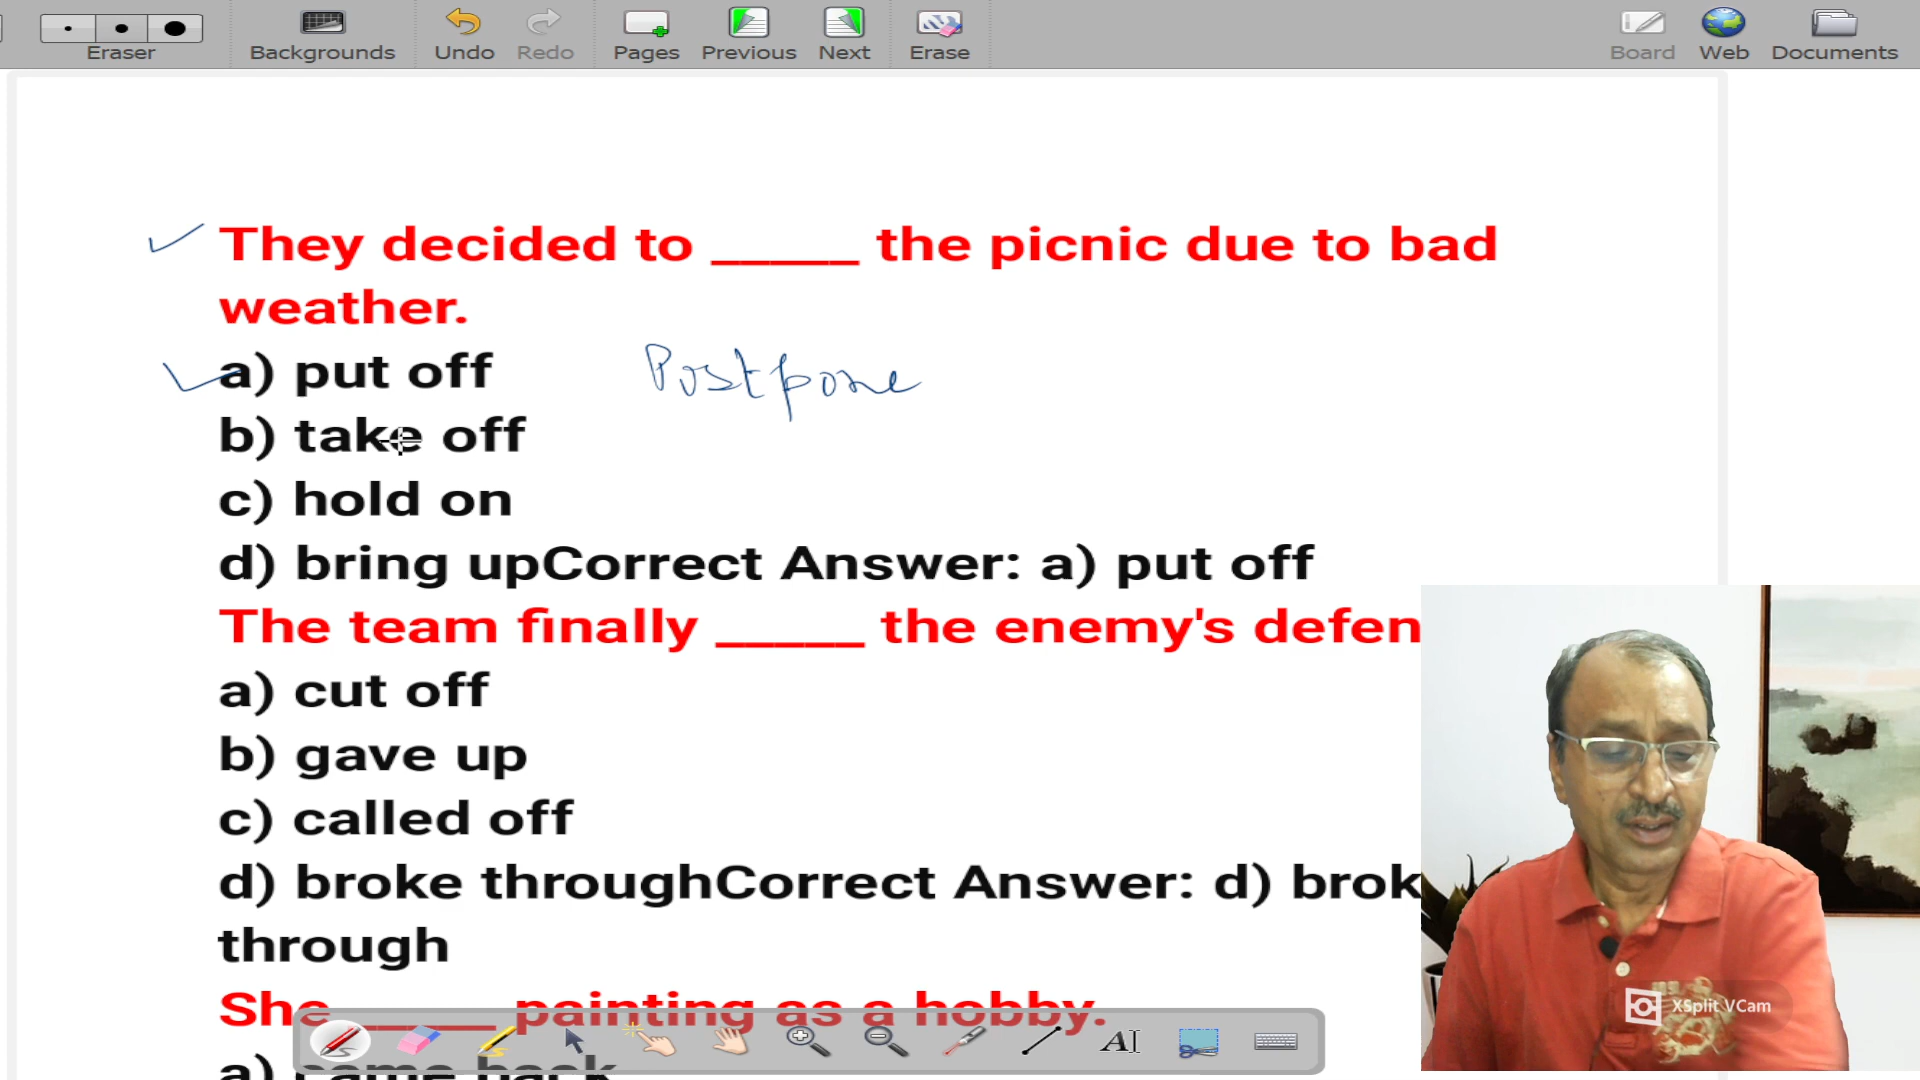 Eraser Backgrounds Undo Redo Pages Previous Next Erase Board Web Documents
They decided to _____ the picnic due to bad
weather.
a) put off Postpone
b) take off
c) hold on
d) bring upCorrect Answer: a) put off
The team finally _____ the enemy's defen
a) cut off
b) gave up
c) called off
d) broke throughCorrect Answer: d) brok
through
She _____ painting as a hobby.
a) came back
XSplit VCam